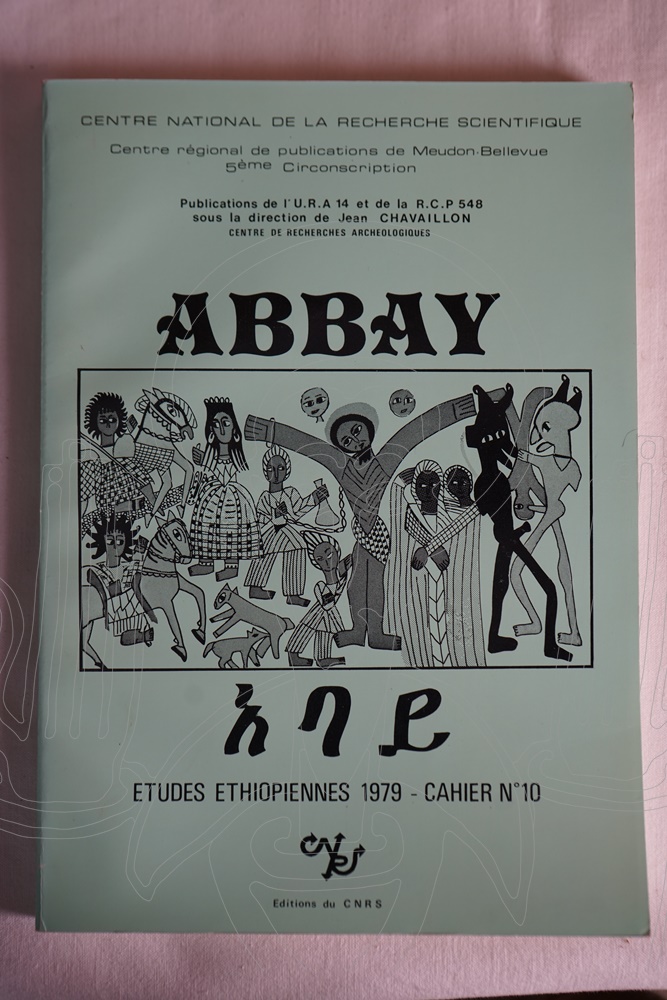 CENTRE NATIONAL DE LA RECHERCHE SCIENTIFIQUE
Centre régional de publications de Meudon-Bellevue
5ème Circonscription
Publications de l'U.R.A 14 et de la R.C.P 548
sous la direction de Jean CHAVAILLON
CENTRE DE RECHERCHES ARCHEOLOGIQUES
ABBAY
አባይ
ETUDES ETHIOPIENNES 1979 - CAHIER N°10
CNRS
Editions du CNRS